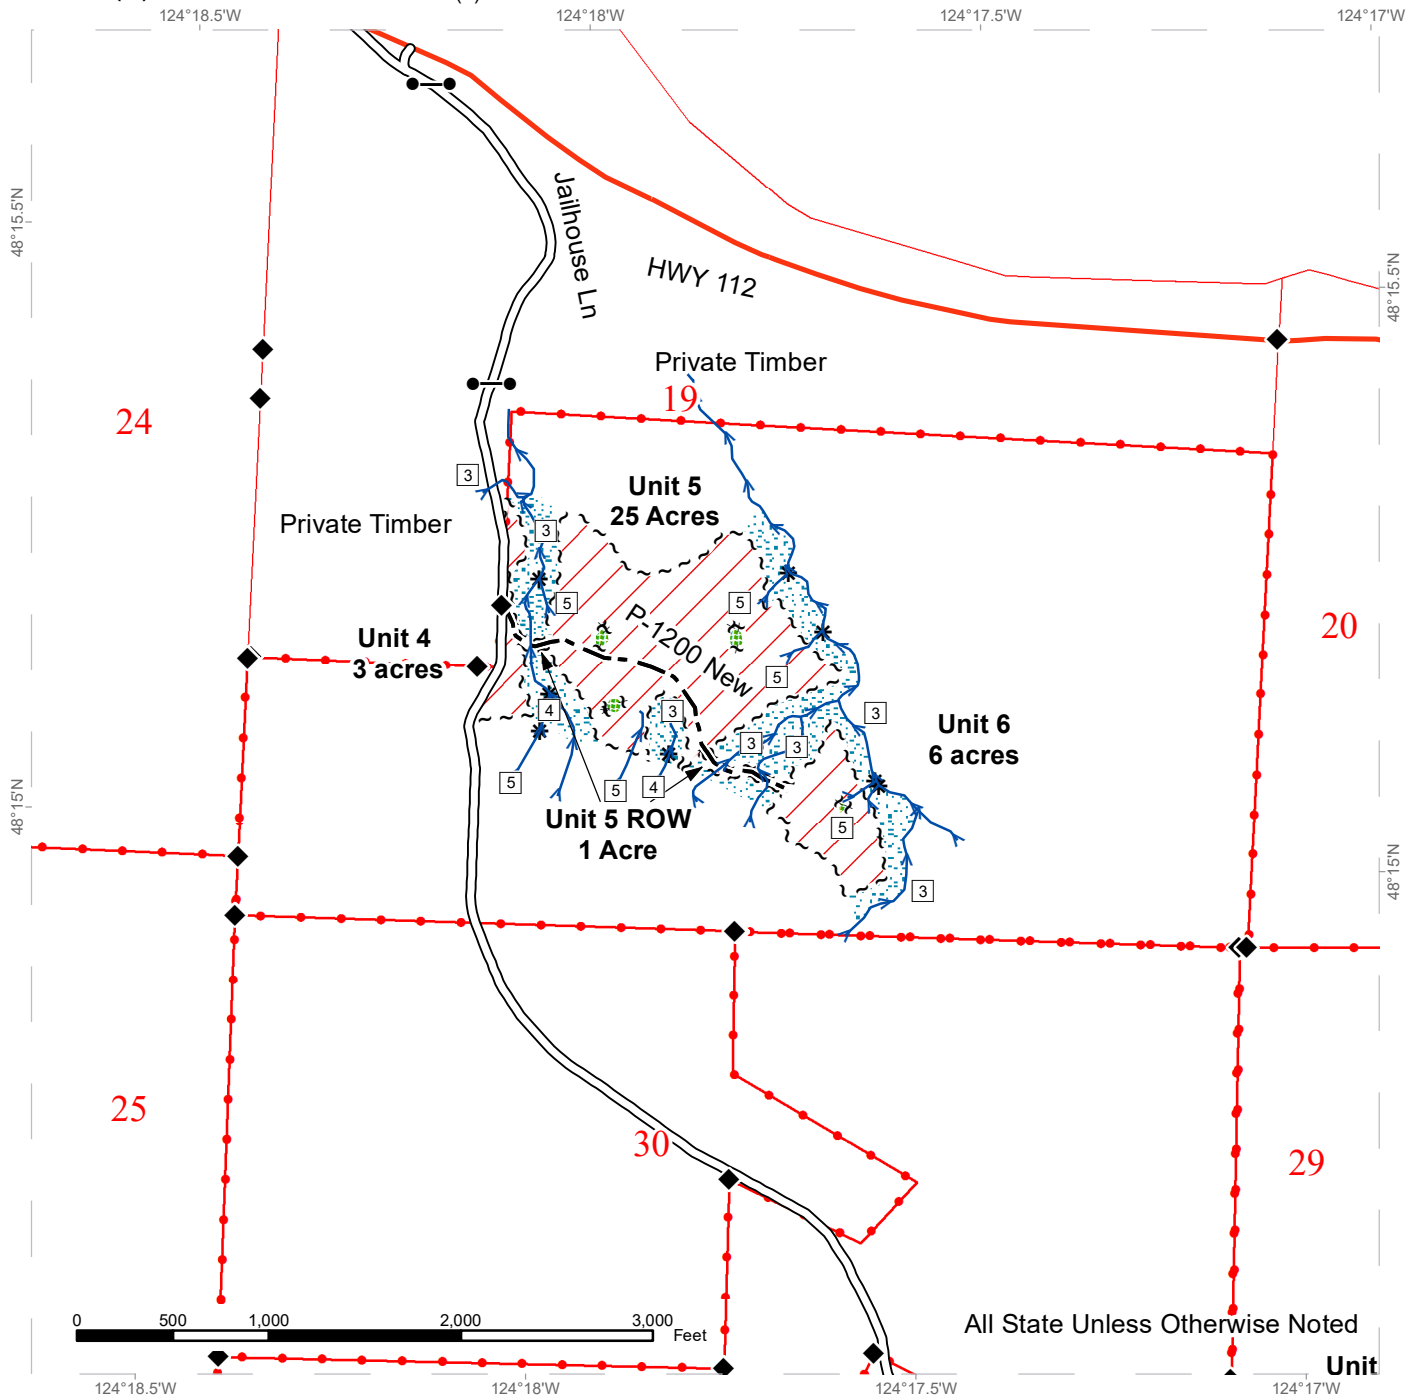 124°18.5'W
124°18'W
124°17.5'W
124°17'W
48°15.5'N
48°15.5'N
Jailhouse Ln
HWY 112
Private Timber
19
24
3
Unit 5
25 Acres
Private Timber
3
5
5
P-1200 New
20
Unit 4
3 acres
5
4
3
3
Unit 6
6 acres
3
3
5
5
4
48°15'N
Unit 5 ROW
1 Acre
5
48°15'N
3
25
30
29
0
500
1,000
2,000
3,000
Feet
All State Unless Otherwise Noted
Unit
124°18.5'W
124°18'W
124°17.5'W
124°17'W